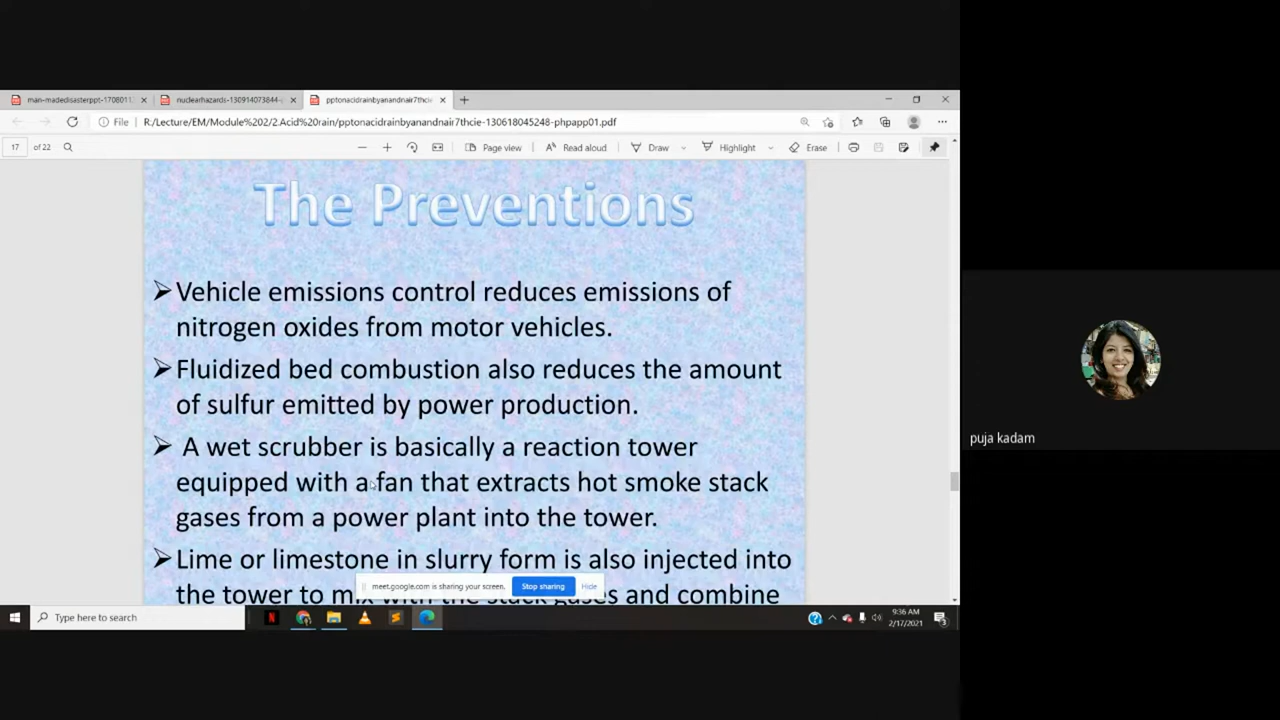 man-madedisasterppt-1708011
nuclearhazards-130914073844-
pptonacidrainbyanandnair7thcie-
File
R:/Lecture/EM/Module%202/2.Acid%20rain/pptonacidrainbyanandnair7thcie-130618045248-phpapp01.pdf
17 of 22
Page view
Read aloud
Draw
Highlight
Erase
The Preventions
Vehicle emissions control reduces emissions of
nitrogen oxides from motor vehicles.
Fluidized bed combustion also reduces the amount
of sulfur emitted by power production.
A wet scrubber is basically a reaction tower
equipped with a fan that extracts hot smoke stack
gases from a power plant into the tower.
Lime or limestone in slurry form is also injected into
the tower to mix with the stack gases and combine
meet.google.com is sharing your screen.
Stop sharing
Hide
Type here to search
9:36 AM
2/17/2021
puja kadam